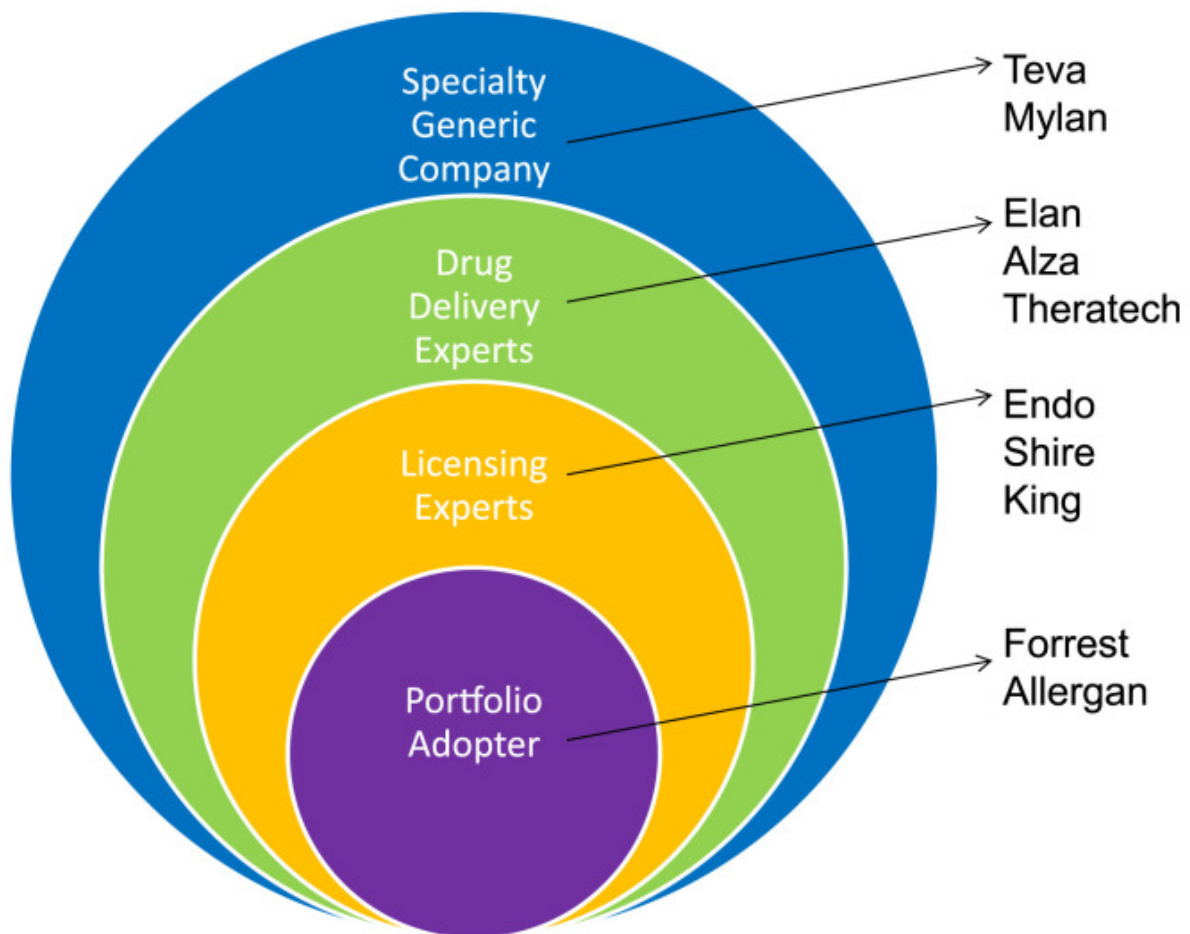 Specialty
Generic
Company
Teva
Mylan
Drug
Delivery
Experts
Elan
Alza
Theratech
Licensing
Experts
Endo
Shire
King
Portfolio
Adopter
Forrest
Allergan